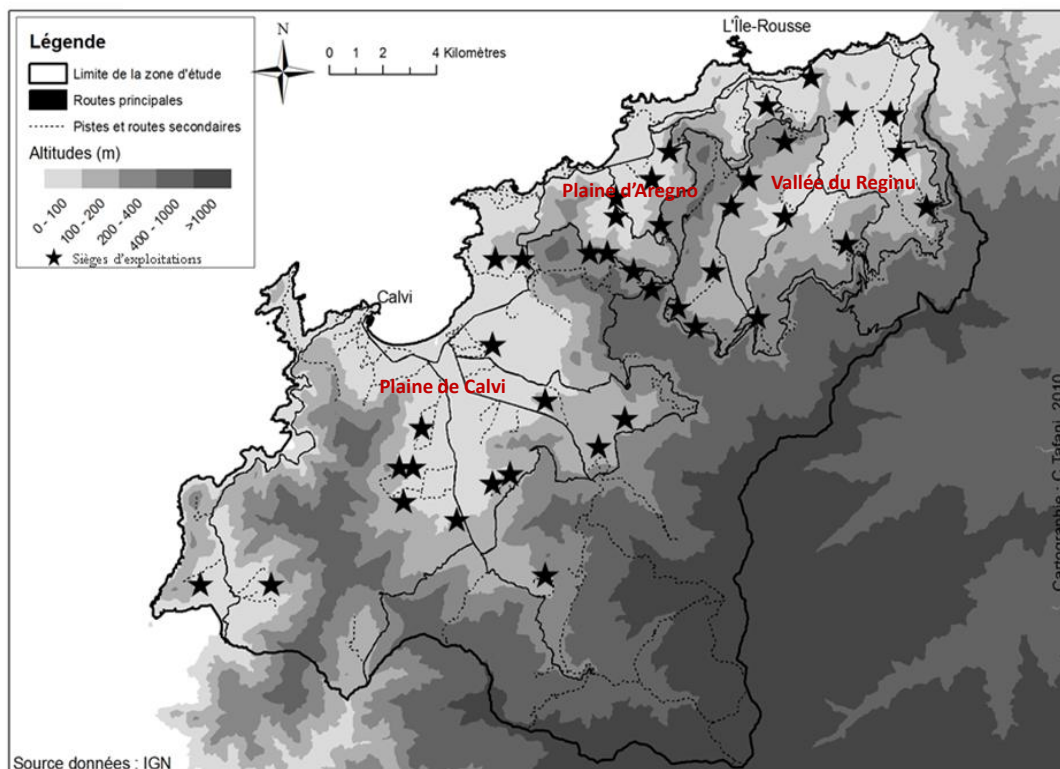 Légende
Limite de la zone d'étude
Routes principales
Pistes et routes secondaires
Altitudes (m)
0 - 100
100 - 200
200 - 400
400 - 1000
>1000
Sièges d'exploitations
N
0 1 2 4 Kilomètres
L'Île-Rousse
Plaine d'Aregno
Vallée du Reginu
Calvi
Plaine de Calvi
Cartographie : C. Tafani, 2010
Source données : IGN